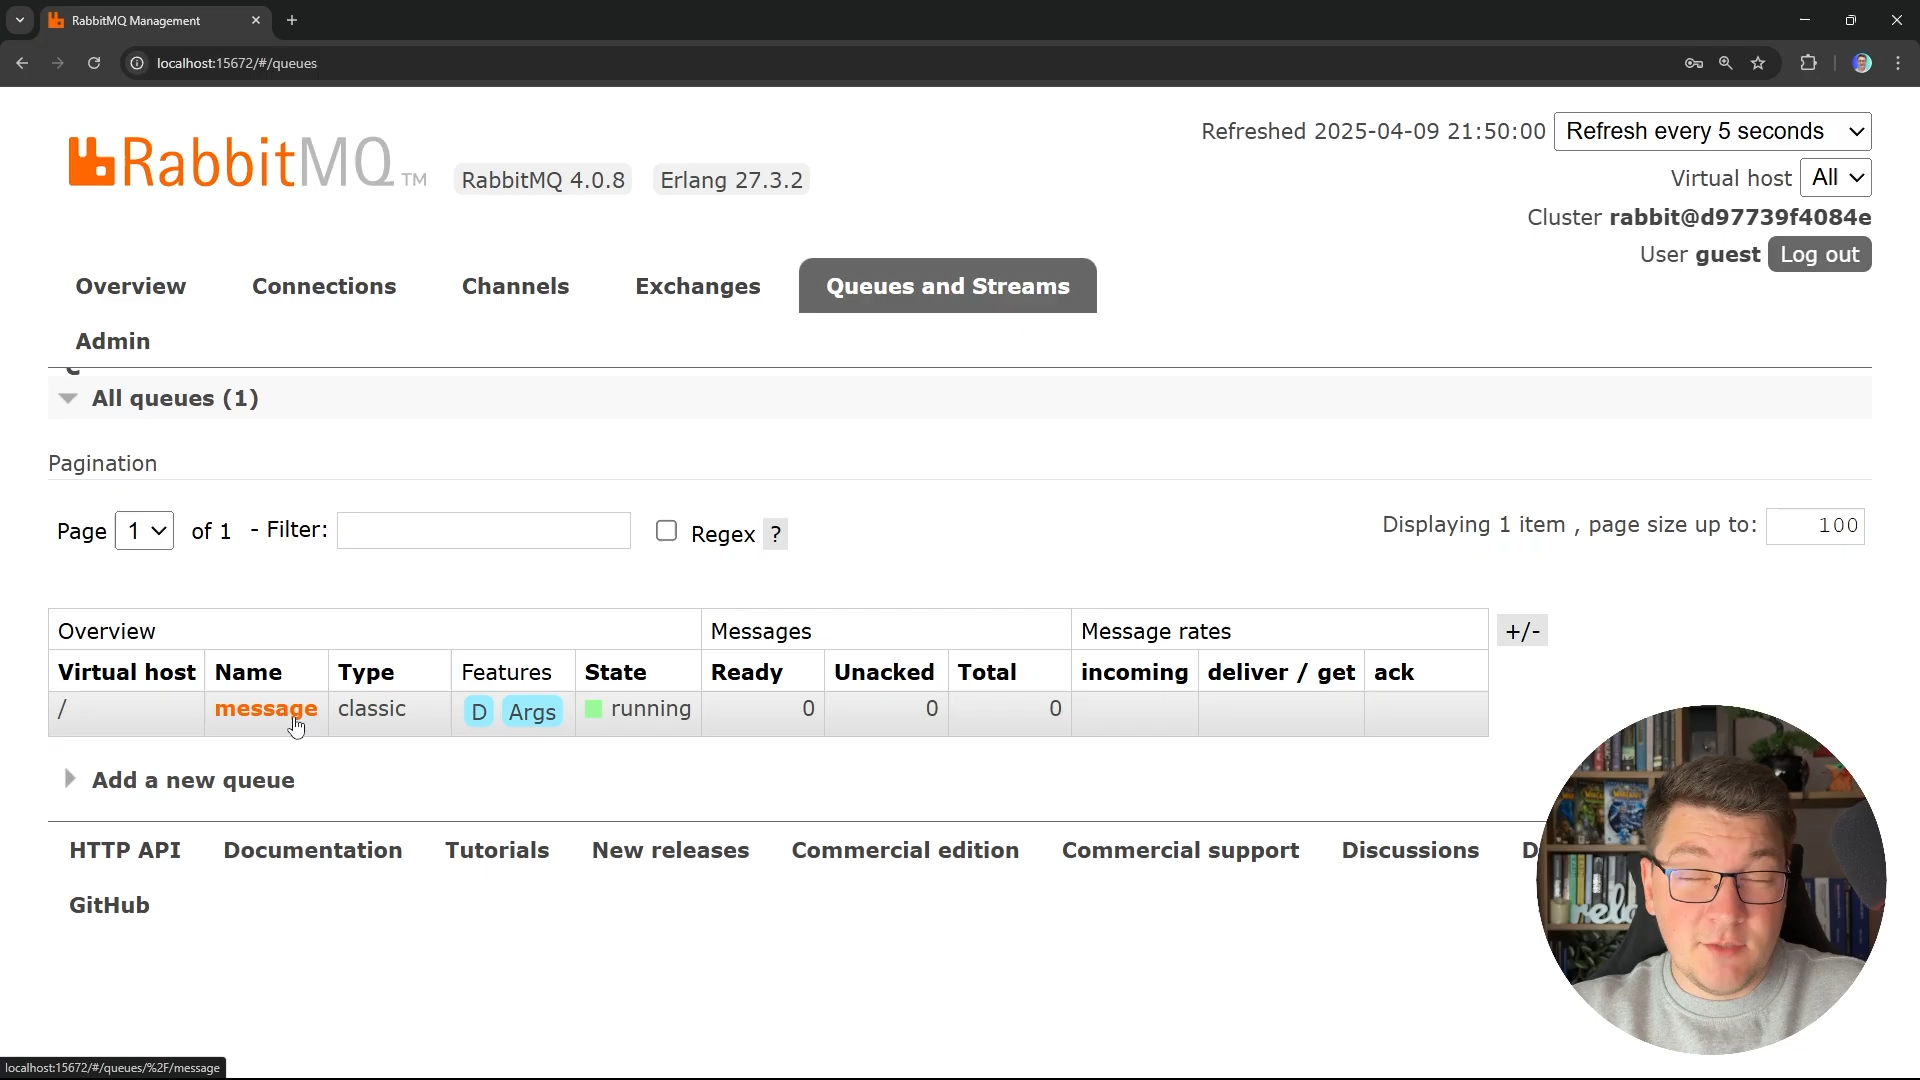 RabbitMQ Management
localhost:15672/#/queues
RabbitMQ TM
RabbitMQ 4.0.8
Erlang 27.3.2
Refreshed 2025-04-09 21:50:00
Refresh every 5 seconds
Virtual host All
Cluster rabbit@d97739f4084e
User guest Log out
Overview Connections Channels Exchanges Queues and Streams
Admin
All queues (1)
Pagination
Page 1 of 1 - Filter: Regex ?
Displaying 1 item , page size up to: 100
Overview Messages Message rates +/-
Virtual host Name Type Features State Ready Unacked Total incoming deliver / get ack
/ message classic D Args running 0 0 0
Add a new queue
HTTP API Documentation Tutorials New releases Commercial edition Commercial support Discussions D
GitHub
localhost:15672/#/queues/%2F/message